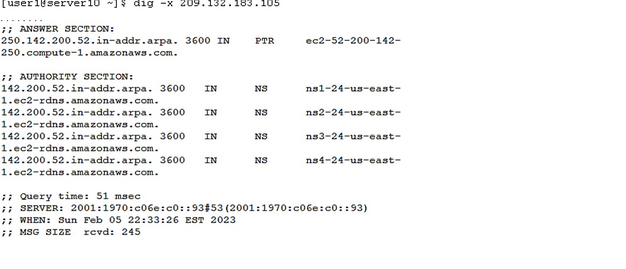 [user1@server10 ~]$ dig -x 209.132.183.105
........
;; ANSWER SECTION:
250.142.200.52.in-addr.arpa. 3600 IN PTR ec2-52-200-142-
250.compute-1.amazonaws.com.
;; AUTHORITY SECTION:
142.200.52.in-addr.arpa. 3600 IN NS ns1-24-us-east-
1.ec2-rdns.amazonaws.com.
142.200.52.in-addr.arpa. 3600 IN NS ns2-24-us-east-
1.ec2-rdns.amazonaws.com.
142.200.52.in-addr.arpa. 3600 IN NS ns3-24-us-east-
1.ec2-rdns.amazonaws.com.
142.200.52.in-addr.arpa. 3600 IN NS ns4-24-us-east-
1.ec2-rdns.amazonaws.com.
;; Query time: 51 msec
;; SERVER: 2001:1970:c06e:c0::93#53(2001:1970:c06e:c0::93)
;; WHEN: Sun Feb 05 22:33:26 EST 2023
;; MSG SIZE rcvd: 245